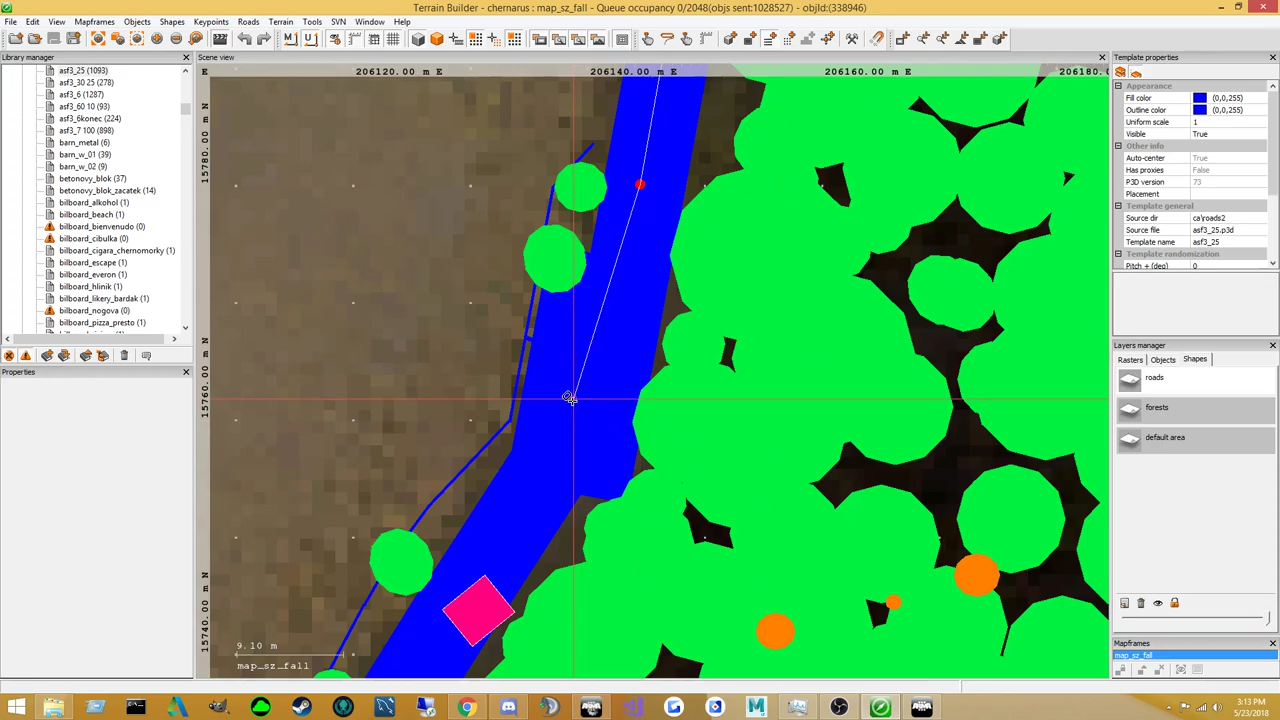 Terrain Builder - chernarus : map_sz_fall - Queue occupancy 0/2048 (objs sent:1028527) - objId:(338946)
File Edit View Mapframes Objects Shapes Keypoints Roads Terrain Tools SVN Window Help
Library manager
asf3_25 (1093)
asf3_30 25 (278)
asf3_6 (1287)
asf3_60 10 (93)
asf3_6konec (224)
asf3_7 100 (898)
barn_metal (6)
barn_w_01 (39)
barn_w_02 (9)
betonovy_blok (37)
betonovy_blok_zacatek (14)
bilboard_alkohol (1)
bilboard_beach (1)
bilboard_bienvenudo (0)
bilboard_cibulka (0)
bilboard_cigara_chernomorky (1)
bilboard_escape (1)
bilboard_everon (1)
bilboard_hlinik (1)
bilboard_likery_bardak (1)
bilboard_nogova (0)
bilboard_pizza_presto (1)
Properties
Scene view
E 206120.00 m E 206140.00 m E 206160.00 m E 206180.0
15780.00 m N
15760.00 m N
15740.00 m N
9.10 m
map_sz_fall
Template properties
Appearance
Fill color (0,0,255)
Outline color (0,0,255)
Uniform scale 1
Visible True
Other info
Auto-center True
Has proxies False
P3D version 73
Placement
Template general
Source dir ca\roads2
Source file asf3_25.p3d
Template name asf3_25
Template randomization
Pitch + (deg) 0
Layers manager
Rasters Objects Shapes
roads
forests
default area
Mapframes
map_sz_fall
3:13 PM
5/23/2018